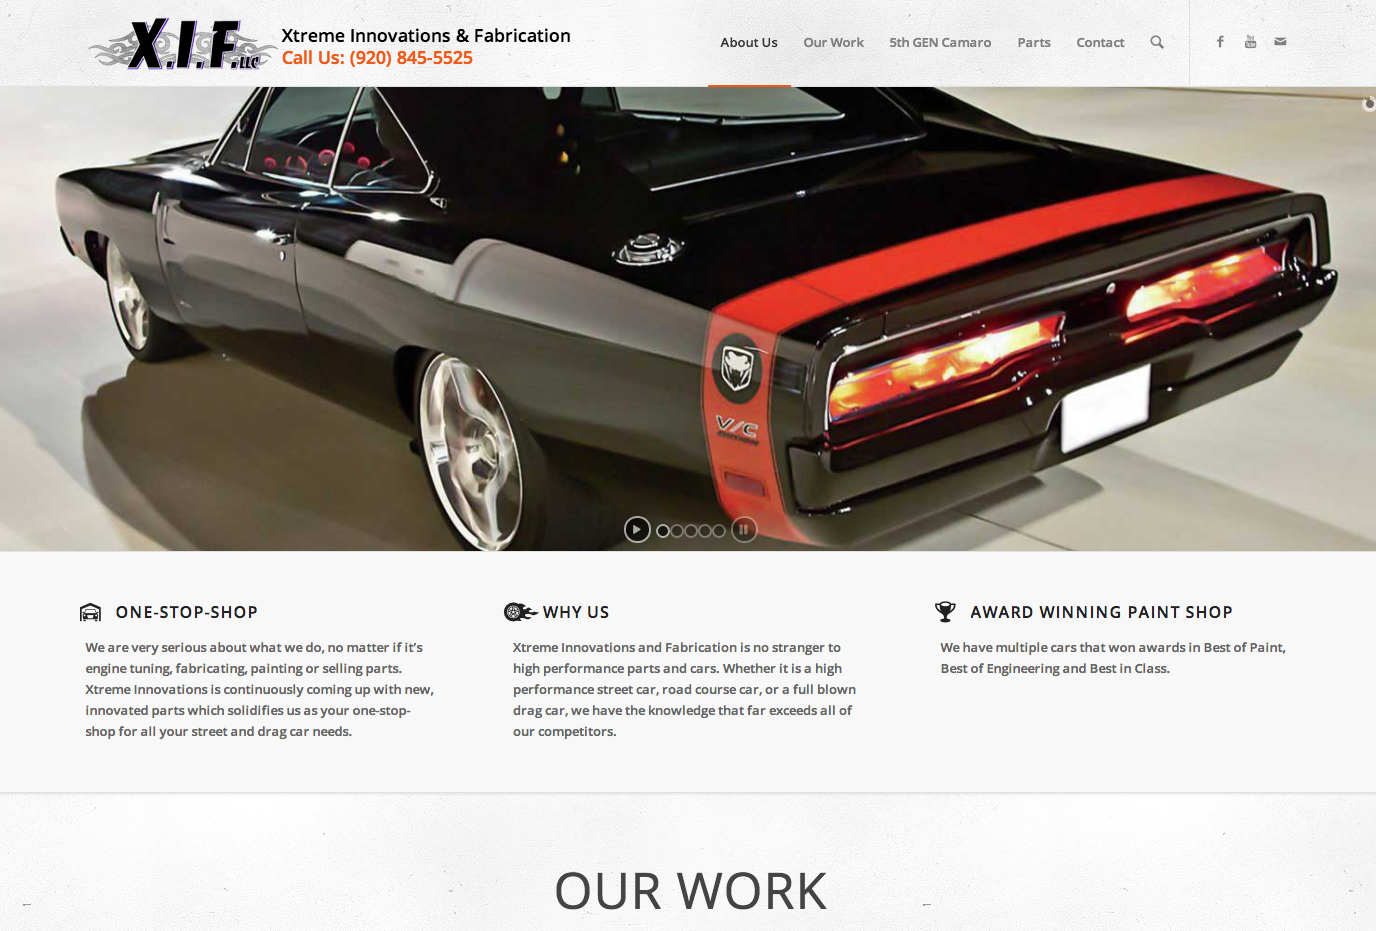 X.I.F. LLC
Xtreme Innovations & Fabrication
Call Us: (920) 845-5525
About Us
Our Work
5th GEN Camaro
Parts
Contact
You Tube
V/C
ONE-STOP-SHOP
We are very serious about what we do, no matter if it's
engine tuning, fabricating, painting or selling parts.
Xtreme Innovations is continuously coming up with new,
innovated parts which solidifies us as your one-stop-
shop for all your street and drag car needs.
WHY US
Xtreme Innovations and Fabrication is no stranger to
high performance parts and cars. Whether it is a high
performance street car, road course car, or a full blown
drag car, we have the knowledge that far exceeds all of
our competitors.
AWARD WINNING PAINT SHOP
We have multiple cars that won awards in Best of Paint,
Best of Engineering and Best in Class.
OUR WORK